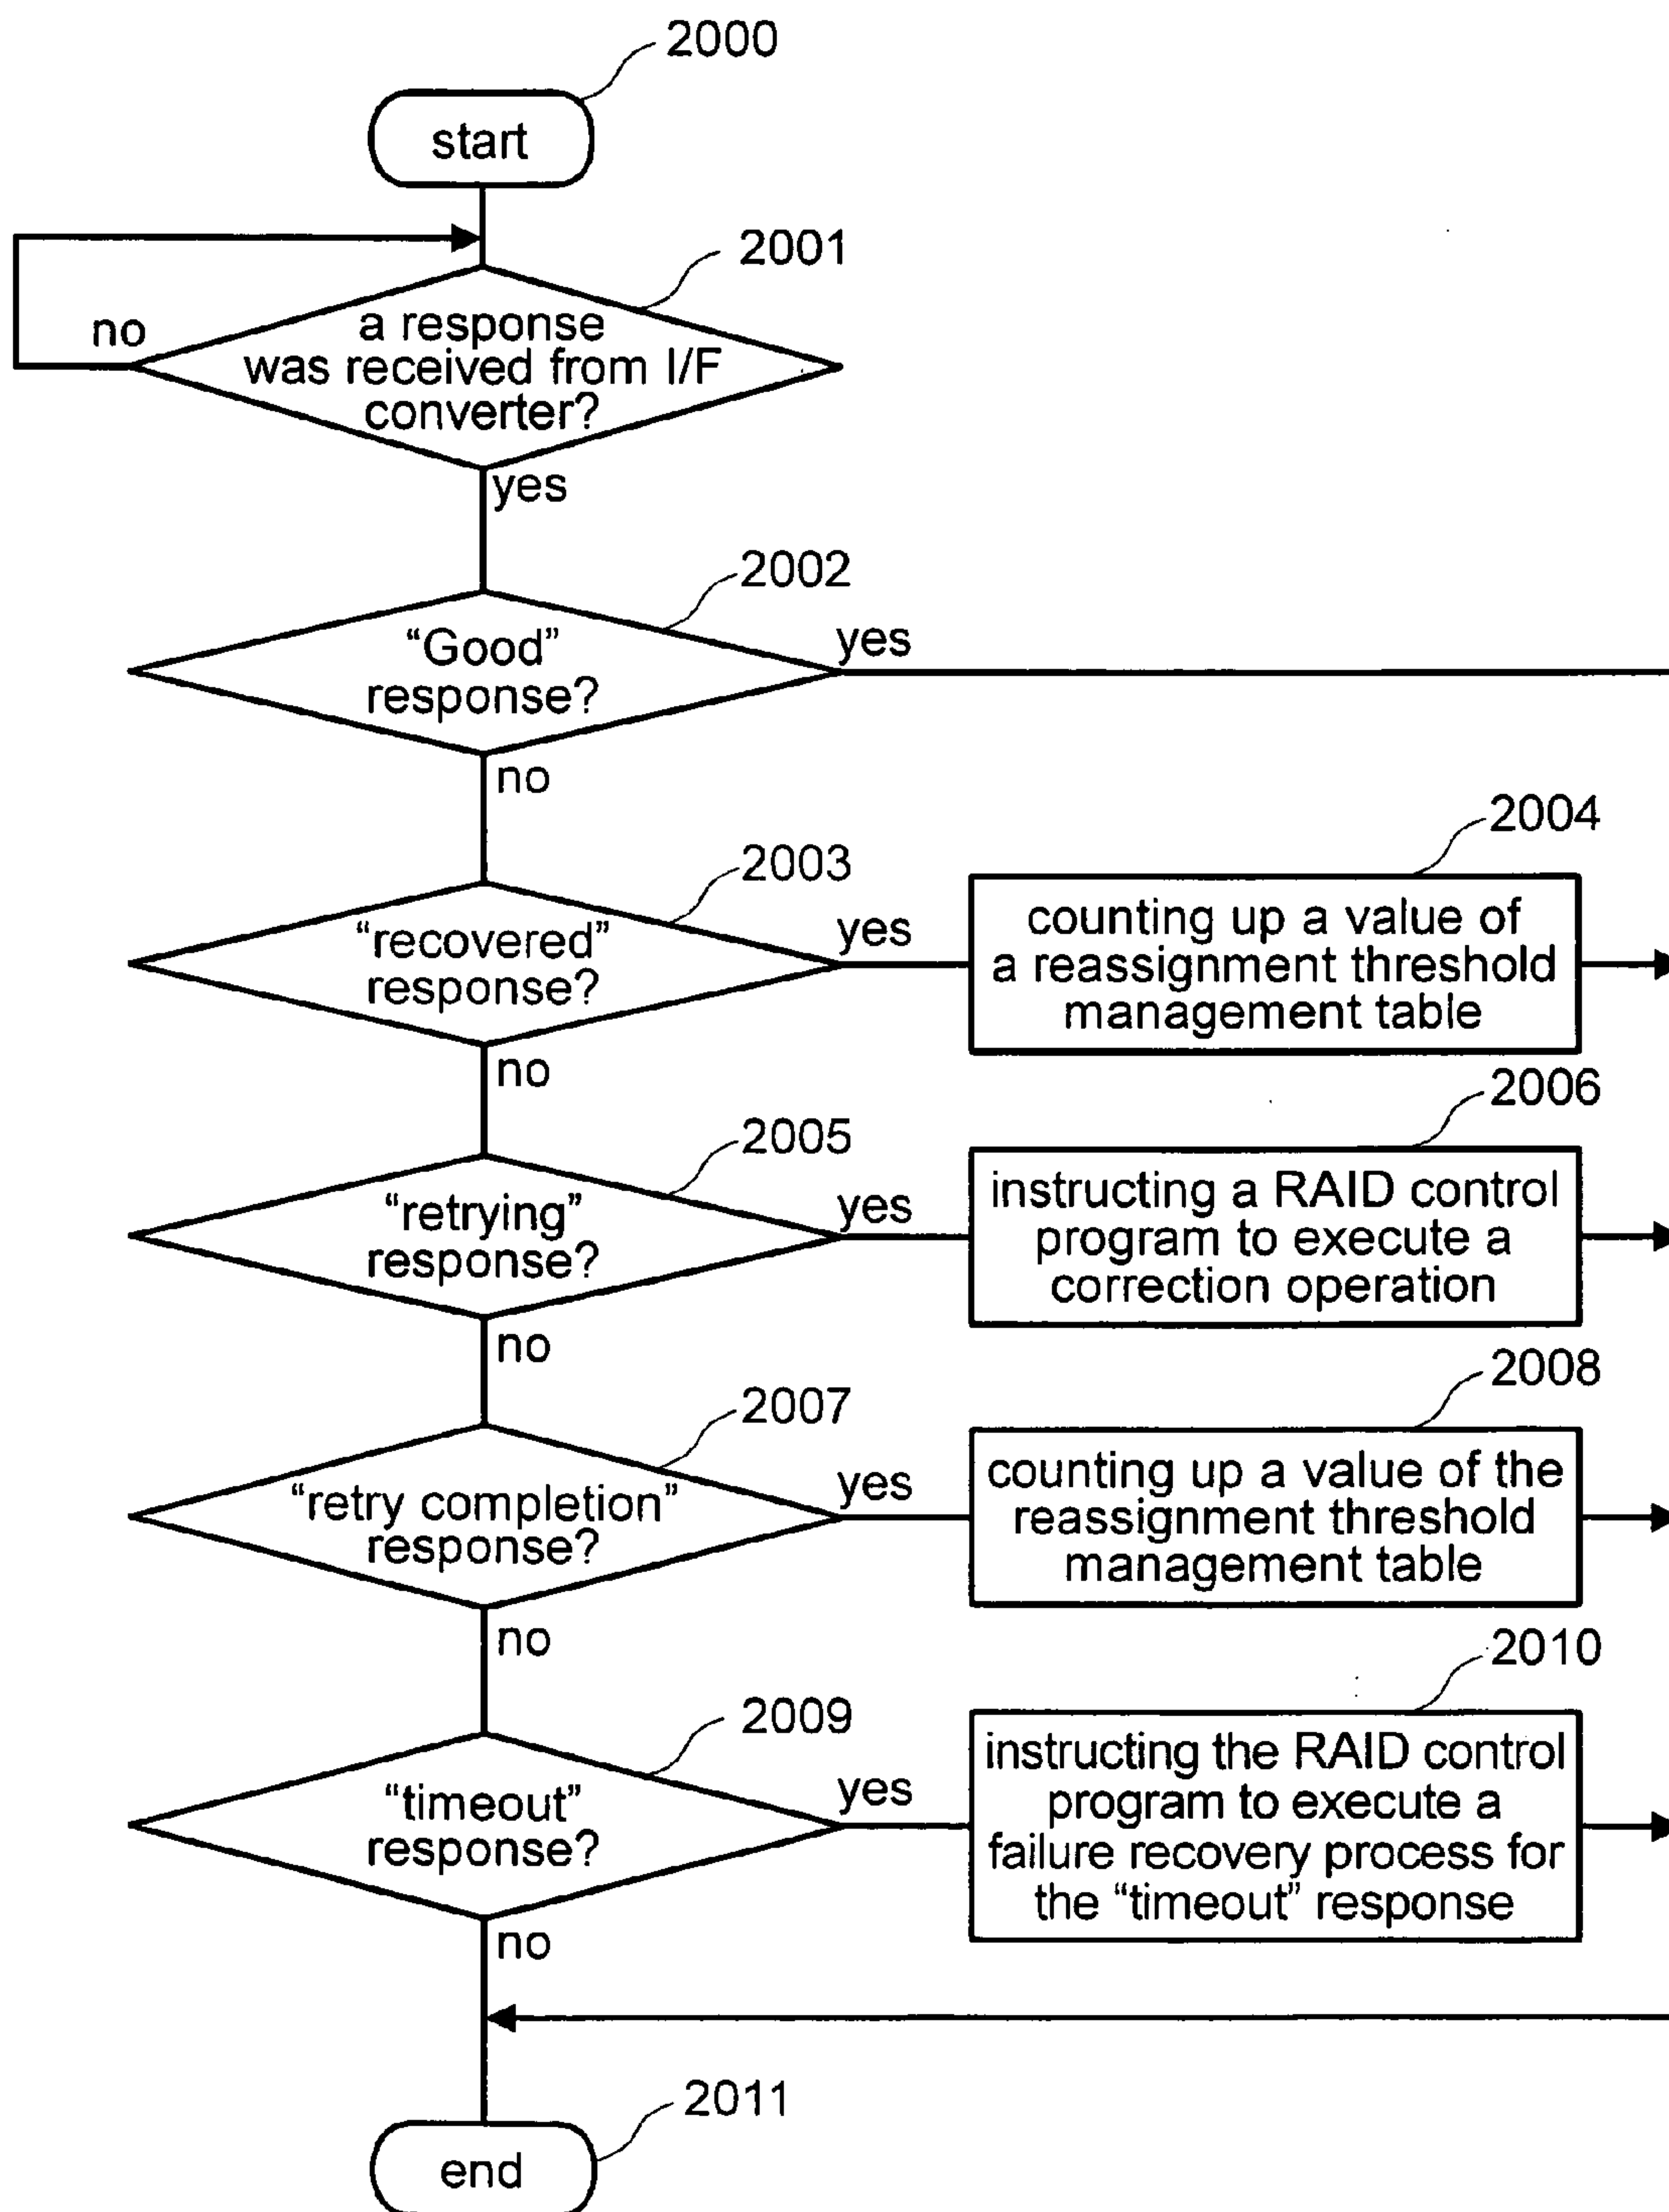 2000
start
2001
a response
was received from I/F
converter?
no
yes
2002
“Good”
response?
yes
no
2003
“recovered”
response?
yes
no
2004
counting up a value of
a reassignment threshold
management table
2005
“retrying”
response?
yes
no
2006
instructing a RAID control
program to execute a
correction operation
2007
“retry completion”
response?
yes
no
2008
counting up a value of the
reassignment threshold
management table
2009
“timeout”
response?
yes
no
2010
instructing the RAID control
program to execute a
failure recovery process for
the “timeout” response
2011
end